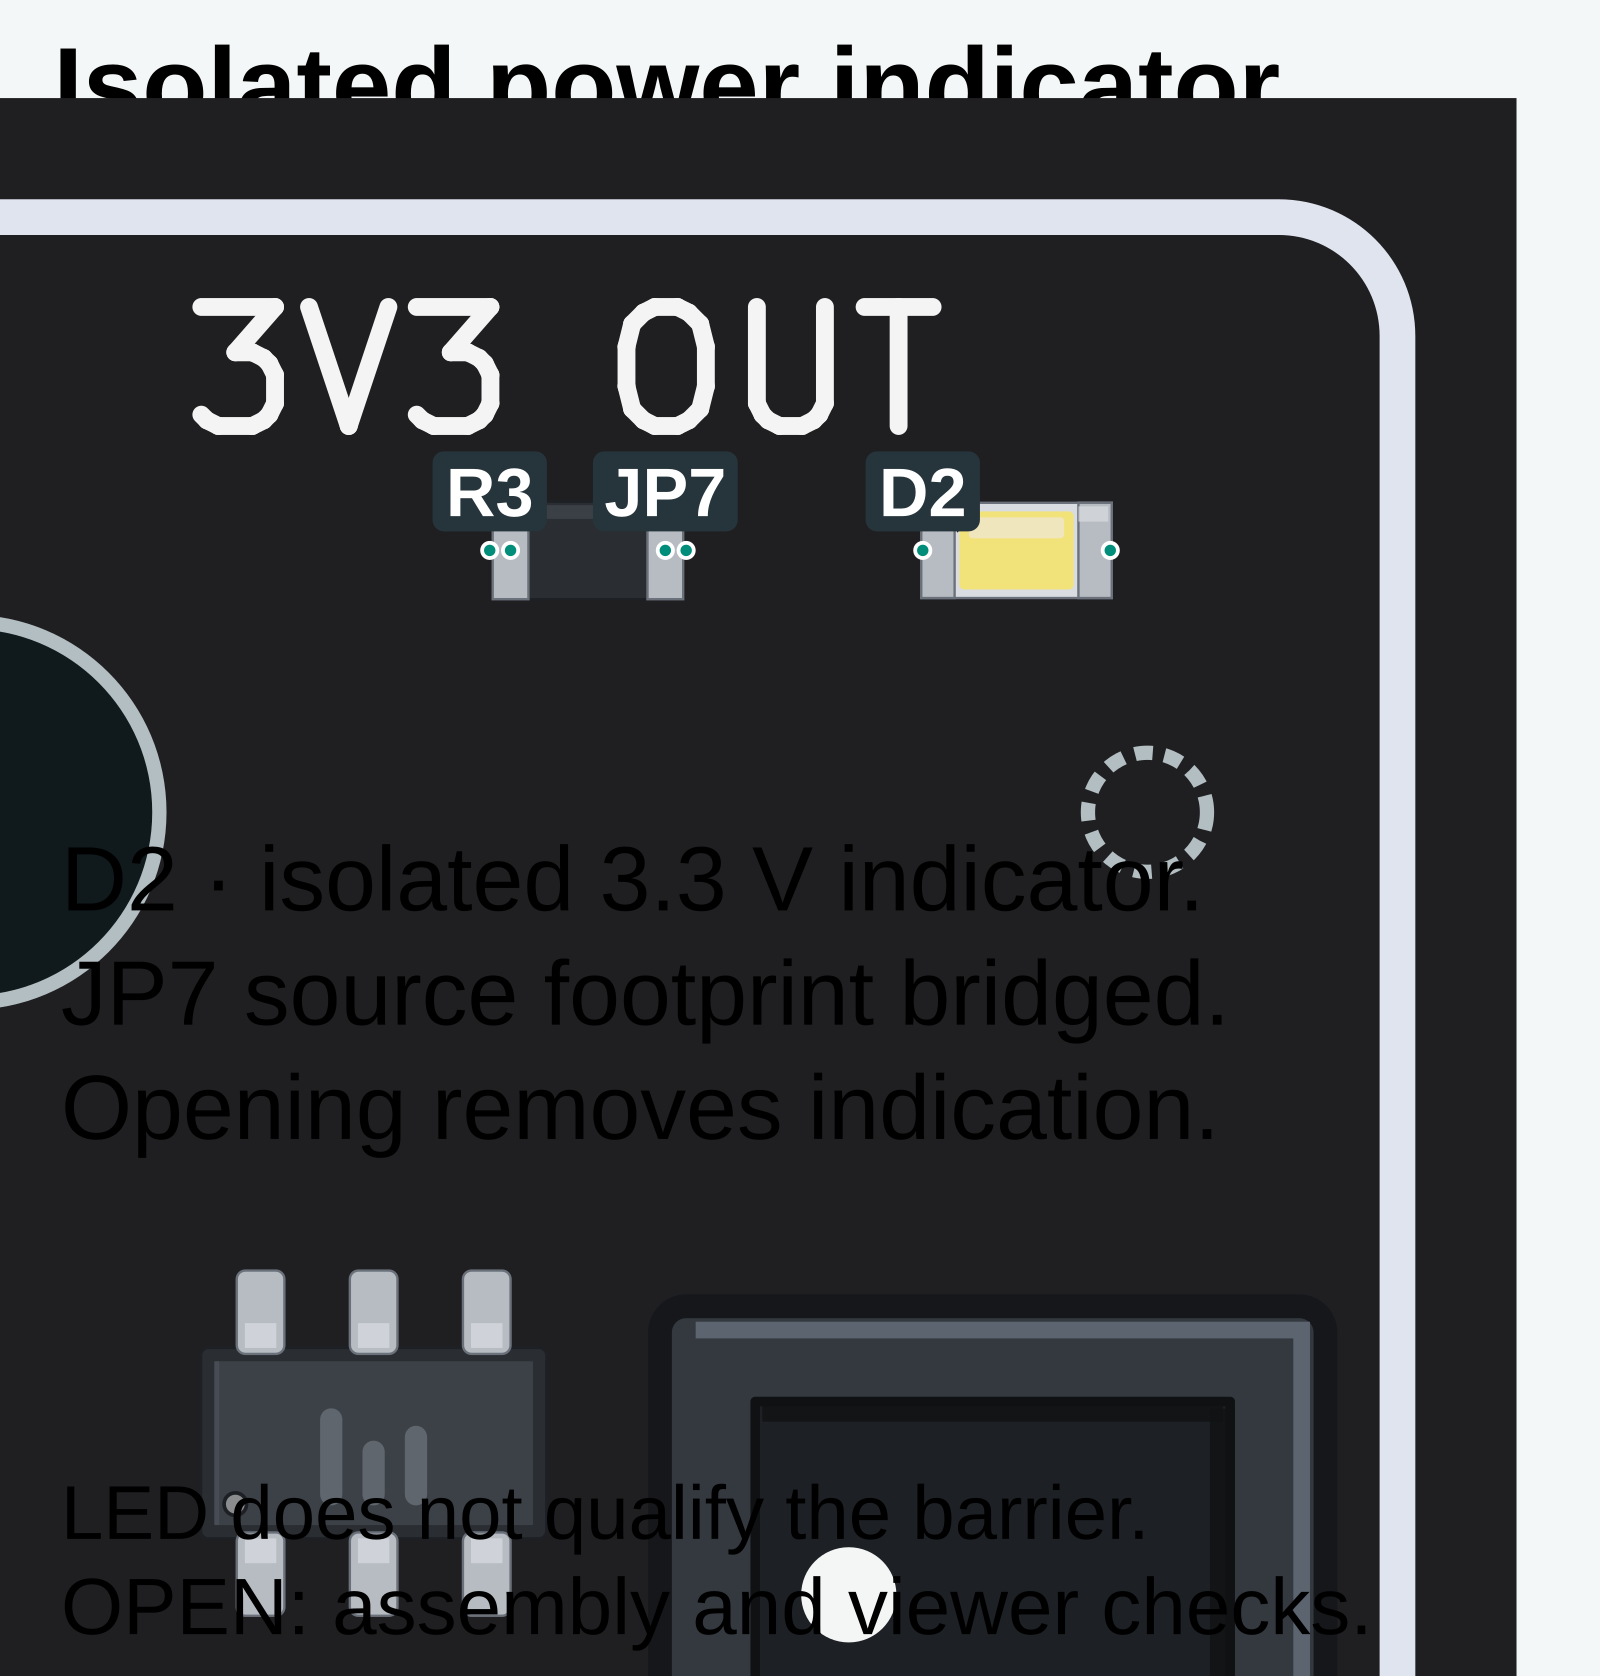 Isolated power indicator
3V3 OUT
R3 JP7 D2
D2 · isolated 3.3 V indicator.
JP7 source footprint bridged.
Opening removes indication.
LED does not qualify the barrier.
OPEN: assembly and viewer checks.